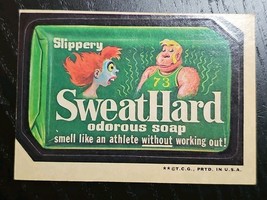 Slippery
73
SweatHard
odorous soap
smell like an athlete without working out!
©T.C.G., PRTD. IN U.S.A.